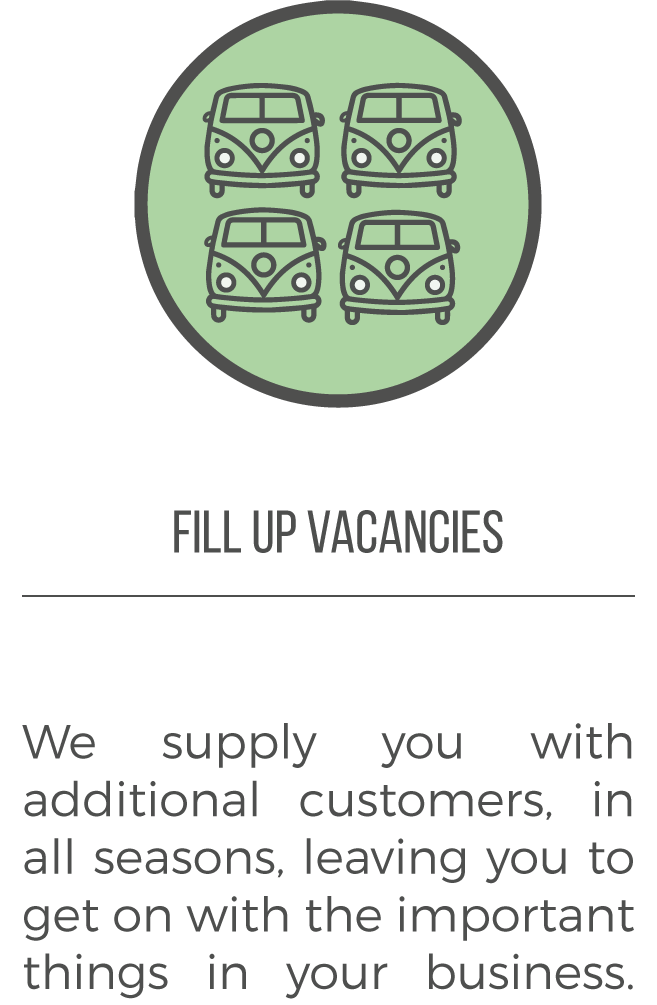 FILL UP VACANCIES
We supply you with
additional customers, in
all seasons, leaving you to
get on with the important
things in your business.